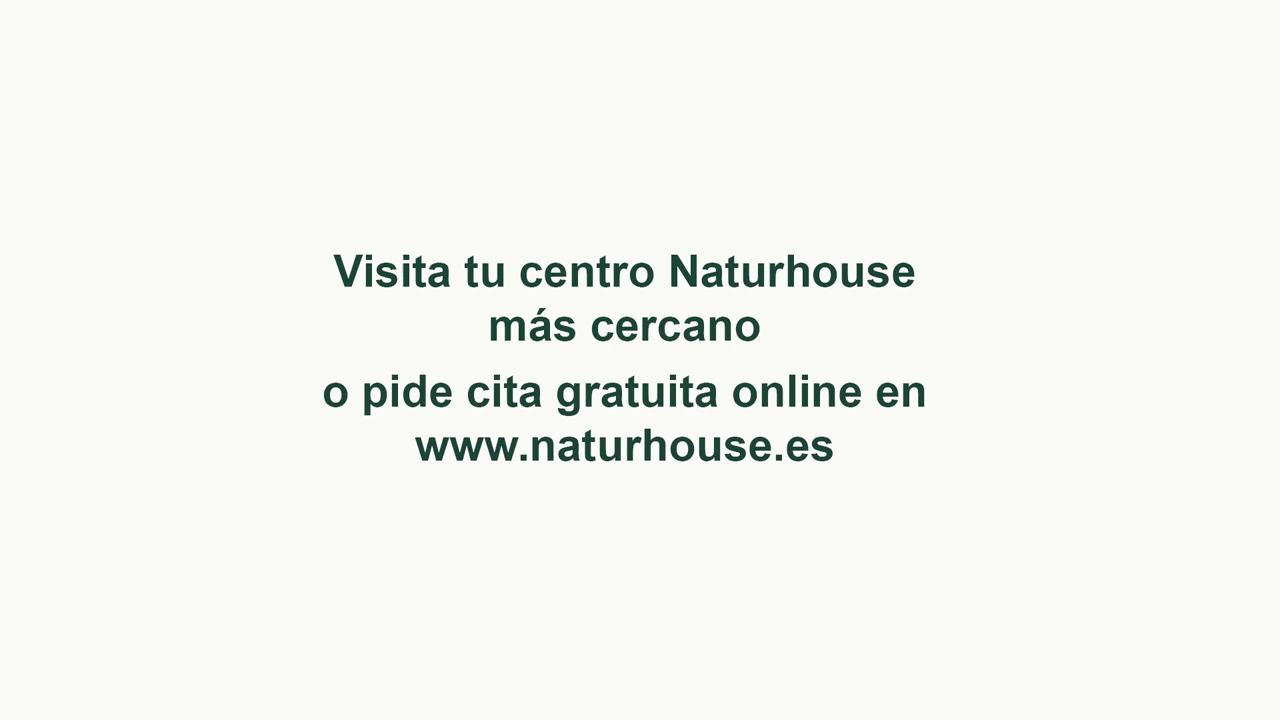 Visita tu centro Naturhouse
más cercano
o pide cita gratuita online en
www.naturhouse.es